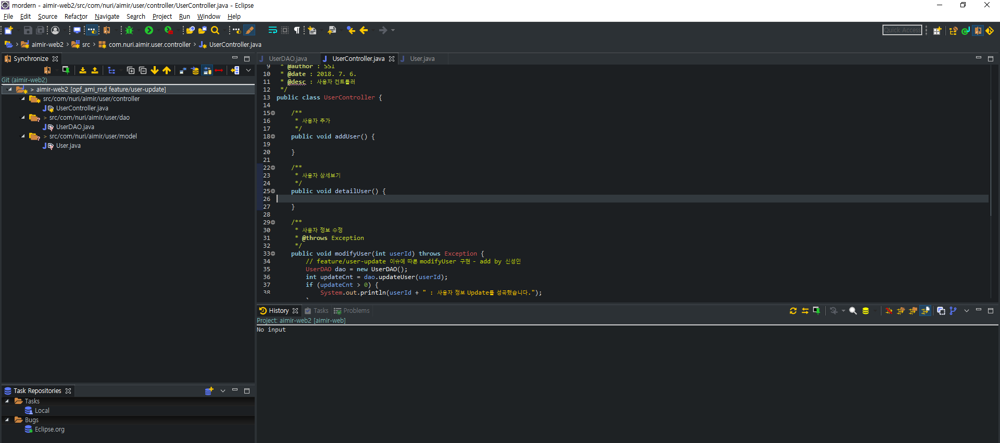 mordern - aimir-web2/src/com/nuri/aimir/user/controller/UserController.java - Eclipse
File Edit Source Refactor Navigate Search Project Run Window Help
Quick Access
aimir-web2 > src > com.nuri.aimir.user.controller > UserController.java
Synchronize
Git (aimir-web2)
> aimir-web2 [opf_ami_rnd feature/user-update]
src/com/nuri/aimir/user/controller
UserController.java
> src/com/nuri/aimir/user/dao
UserDAO.java
> src/com/nuri/aimir/user/model
User.java
Task Repositories
Tasks
Local
Bugs
Eclipse.org
UserDAO.java UserController.java User.java
9 * @author : SSI
10 * @date : 2018. 7. 6.
11 * @desc : 사용자 컨트롤러
12 */
13 public class UserController {
14
15 /**
16 * 사용자 추가
17 */
18 public void addUser() {
19
20 }
21
22 /**
23 * 사용자 상세보기
24 */
25 public void detailUser() {
26
27 }
28
29 /**
30 * 사용자 정보 수정
31 * @throws Exception
32 */
33 public void modifyUser(int userId) throws Exception {
34 // feature/user-update 이슈에 따른 modifyUser 구현 - add by 신성인
35 UserDAO dao = new UserDAO();
36 int updateCnt = dao.updateUser(userId);
37 if (updateCnt > 0) {
38 System.out.println(userId + " : 사용자 정보 Update를 성곡했습니다.");
History Tasks Problems
Project: aimir-web2 [aimir-web]
No input